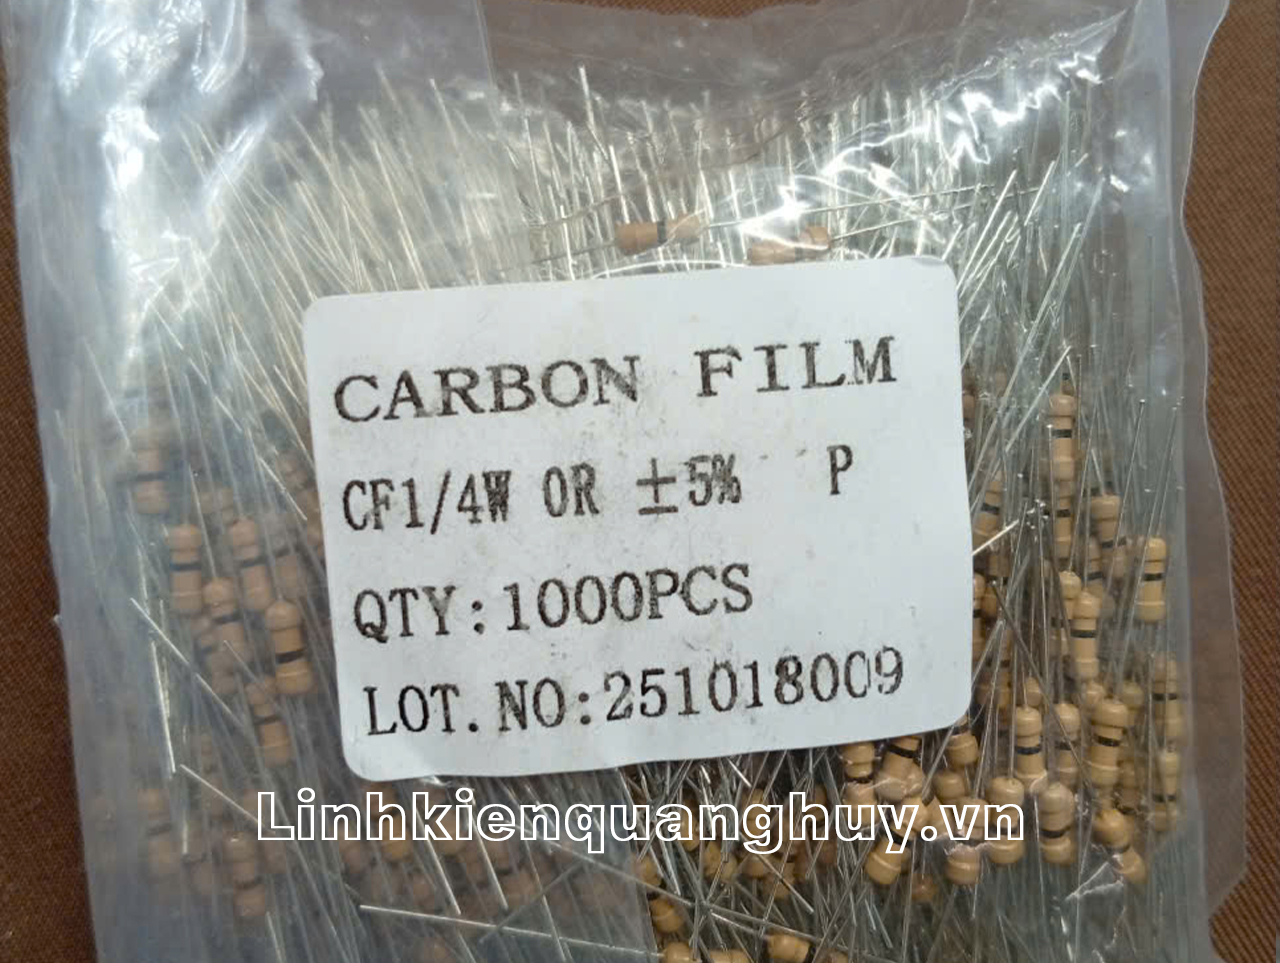 CARBON FILM
CF1/4W 0R ±5% P
QTY:1000PCS
LOT.NO:251018009
Linhkienquanghuy.vn